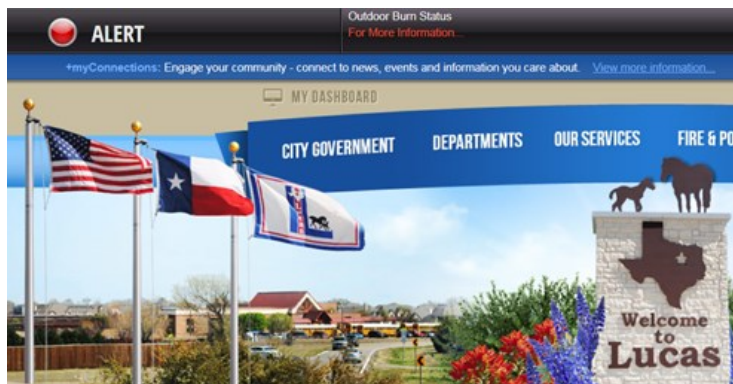 Outdoor Burn Status
ALERT
For More Information...
+myConnections: Engage your community - connect to news, events and information you care about. View more information...
MY DASHBOARD
CITY GOVERNMENT DEPARTMENTS OUR SERVICES FIRE & PO
Welcome
to
Lucas